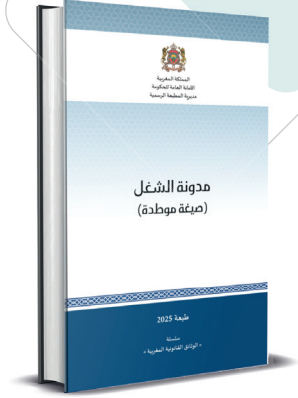 المملكة المغربية
الأمانة العامة للحكومة
مديرية المطبعة الرسمية
مدونة الشغل
(صيغة موطدة)
طبعة 2025
سلسلة
« الوثائق القانونية المغربية »